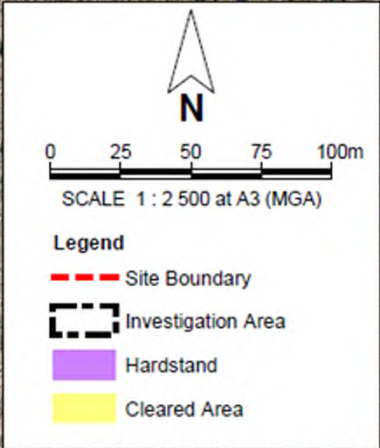 N
0 25 50 75 100m
SCALE 1 : 2 500 at A3 (MGA)
Legend
Site Boundary
Investigation Area
Hardstand
Cleared Area